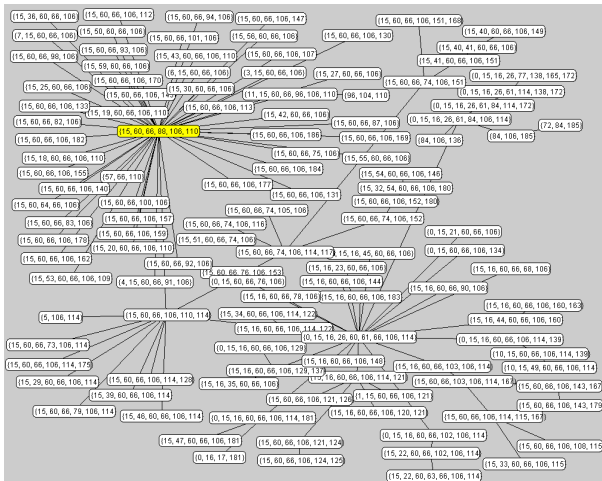 (15, 36, 60, 66, 106)
(15, 60, 66, 106, 112)
(15, 60, 66, 94, 106)
(15, 60, 66, 106, 147)
(15, 60, 66, 106, 151, 168)
(7, 15, 60, 66, 106)
(15, 50, 60, 66, 106)
(15, 60, 66, 101, 106)
(15, 56, 60, 66, 106)
(15, 60, 66, 106, 130)
(15, 40, 60, 66, 106, 149)
(15, 60, 66, 93, 106)
(15, 43, 60, 66, 106, 110)
(15, 60, 66, 106, 107)
(15, 40, 41, 60, 66, 106)
(15, 60, 66, 98, 106)
(15, 59, 60, 66, 106)
(15, 41, 60, 66, 106, 151)
(15, 60, 66, 106, 170)
(6, 15, 60, 66, 106)
(3, 15, 60, 66, 106)
(15, 27, 60, 66, 106)
(15, 60, 66, 74, 106, 151)
(0, 15, 16, 26, 77, 138, 165, 172)
(15, 25, 60, 66, 106)
(15, 30, 60, 66, 106)
(11, 15, 60, 66, 96, 106, 110)
(96, 104, 110)
(0, 15, 16, 26, 61, 114, 138, 172)
(15, 60, 66, 106, 133)
(15, 19, 60, 66, 106, 110)
(15, 60, 66, 106, 113)
(0, 15, 16, 26, 61, 84, 114, 172)
(15, 60, 66, 82, 106)
(15, 42, 60, 66, 106)
(15, 60, 66, 87, 106)
(0, 15, 16, 26, 61, 84, 106, 114)
(72, 84, 185)
(15, 60, 66, 88, 106, 110)
(15, 60, 66, 106, 186)
(15, 60, 66, 106, 169)
(84, 106, 136)
(84, 106, 185)
(15, 60, 66, 106, 182)
(15, 60, 66, 75, 106)
(15, 55, 60, 66, 106)
(15, 18, 60, 66, 106, 110)
(15, 60, 66, 106, 184)
(15, 54, 60, 66, 106, 146)
(15, 60, 66, 106, 155)
(57, 66, 110)
(15, 60, 66, 106, 177)
(15, 32, 54, 60, 66, 106, 180)
(15, 60, 66, 106, 140)
(15, 60, 66, 106, 131)
(15, 60, 66, 106, 152, 180)
(15, 60, 64, 66, 106)
(15, 60, 66, 100, 106)
(15, 60, 66, 74, 105, 106)
(15, 60, 66, 74, 106, 152)
(15, 60, 66, 83, 106)
(15, 60, 66, 106, 157)
(15, 60, 66, 74, 106, 116)
(0, 15, 21, 60, 66, 106)
(15, 60, 66, 106, 178)
(15, 60, 66, 106, 159)
(15, 51, 60, 66, 74, 106)
(15, 60, 66, 106, 162)
(15, 20, 60, 66, 106, 110)
(15, 60, 66, 74, 106, 114, 117)
(15, 16, 45, 60, 66, 106)
(0, 15, 60, 66, 106, 134)
(15, 60, 66, 92, 106)
(15, 16, 23, 60, 66, 106)
(15, 16, 60, 66, 68, 106)
(15, 53, 60, 66, 106, 109)
(4, 15, 60, 66, 91, 106)
(15, 60, 66, 76, 106, 153)
(0, 15, 60, 66, 76, 106)
(15, 16, 60, 66, 106, 144)
(15, 16, 60, 66, 90, 106)
(15, 16, 60, 66, 78, 106)
(15, 16, 60, 66, 106, 183)
(5, 106, 114)
(15, 60, 66, 106, 110, 114)
(15, 34, 60, 66, 106, 114, 122)
(15, 16, 60, 66, 106, 160, 163)
(15, 16, 60, 66, 106, 114, 122)
(15, 16, 44, 60, 66, 106, 160)
(15, 60, 66, 73, 106, 114)
(0, 15, 16, 26, 60, 61, 66, 106, 114)
(0, 15, 16, 60, 66, 106, 114, 139)
(0, 15, 16, 60, 66, 106, 129)
(10, 15, 60, 66, 106, 114, 139)
(15, 60, 66, 106, 114, 175)
(15, 16, 60, 66, 106, 148)
(15, 16, 60, 66, 103, 106, 114)
(10, 15, 49, 60, 66, 106, 114)
(15, 16, 60, 66, 106, 129, 137)
(15, 29, 60, 66, 106, 114)
(15, 60, 66, 106, 114, 128)
(15, 16, 35, 60, 66, 106)
(15, 16, 60, 66, 106, 114, 121)
(15, 60, 66, 103, 106, 114, 167)
(15, 60, 66, 106, 143, 167)
(15, 39, 60, 66, 106, 114)
(15, 60, 66, 106, 121, 126)
(1, 15, 60, 66, 106, 121)
(15, 60, 66, 106, 143, 179)
(15, 60, 66, 79, 106, 114)
(15, 46, 60, 66, 106, 114)
(0, 15, 16, 60, 66, 106, 114, 181)
(15, 16, 60, 66, 106, 120, 121)
(15, 60, 66, 106, 114, 115, 167)
(15, 47, 60, 66, 106, 181)
(15, 60, 66, 106, 121, 124)
(0, 15, 16, 60, 66, 102, 106, 114)
(15, 60, 66, 106, 108, 115)
(0, 16, 17, 181)
(15, 60, 66, 106, 124, 125)
(15, 22, 60, 66, 102, 106, 114)
(15, 33, 60, 66, 106, 115)
(15, 22, 60, 63, 66, 106, 114)